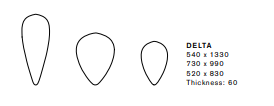 DELTA
540 x 1330
730 x 990
520 x 830
Thickness: 60